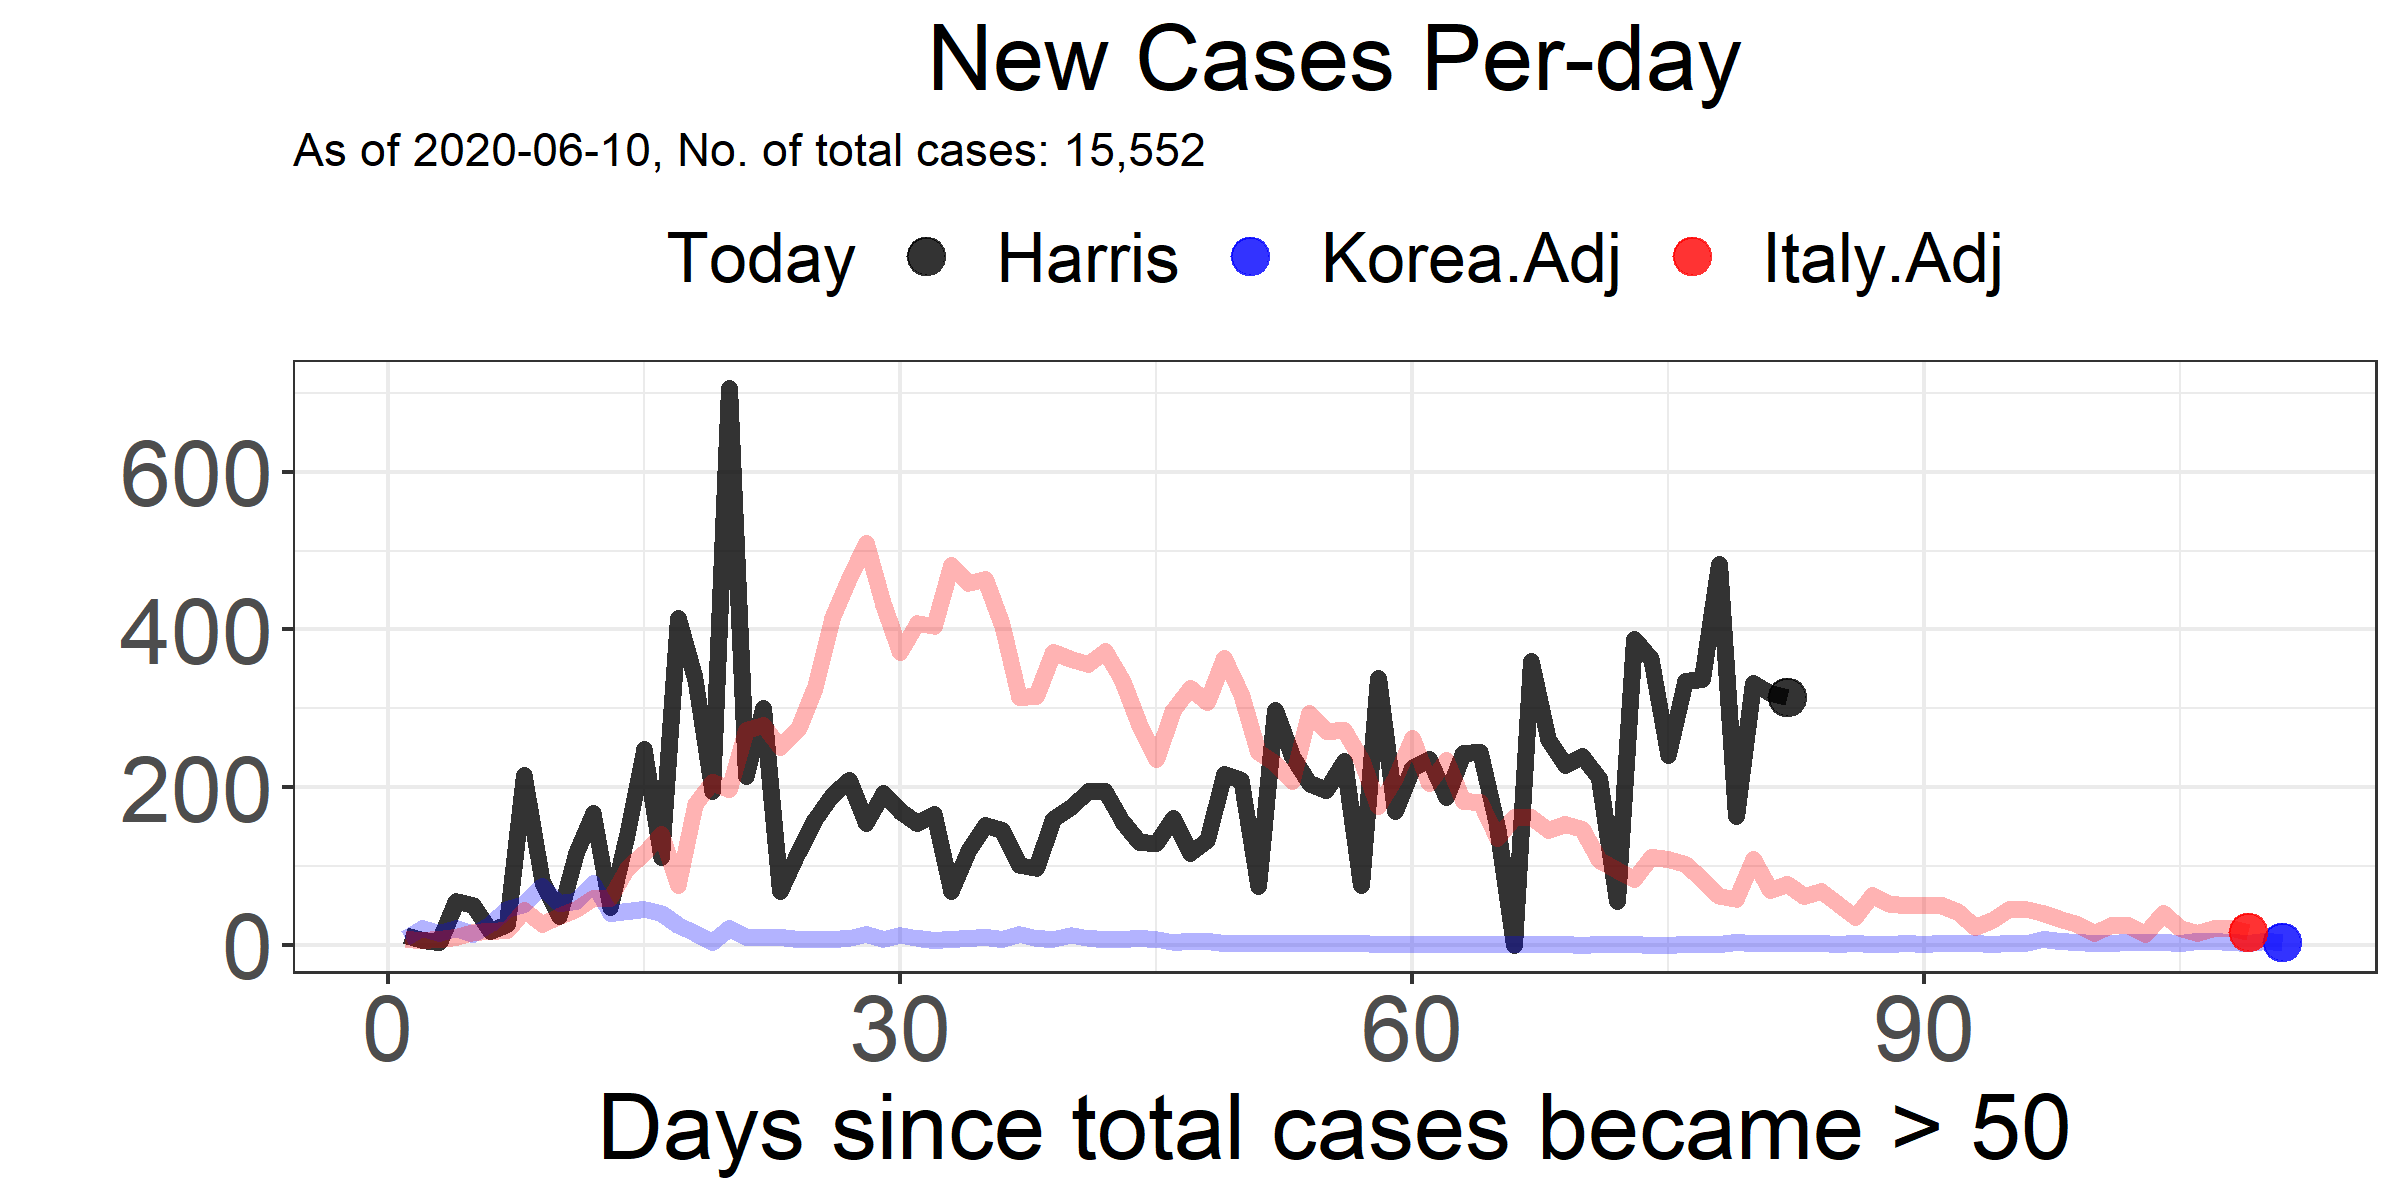 New Cases Per-day
As of 2020-06-10, No. of total cases: 15,552
Today Harris Korea.Adj Italy.Adj
600
400
200
0
0 30 60 90
Days since total cases became > 50